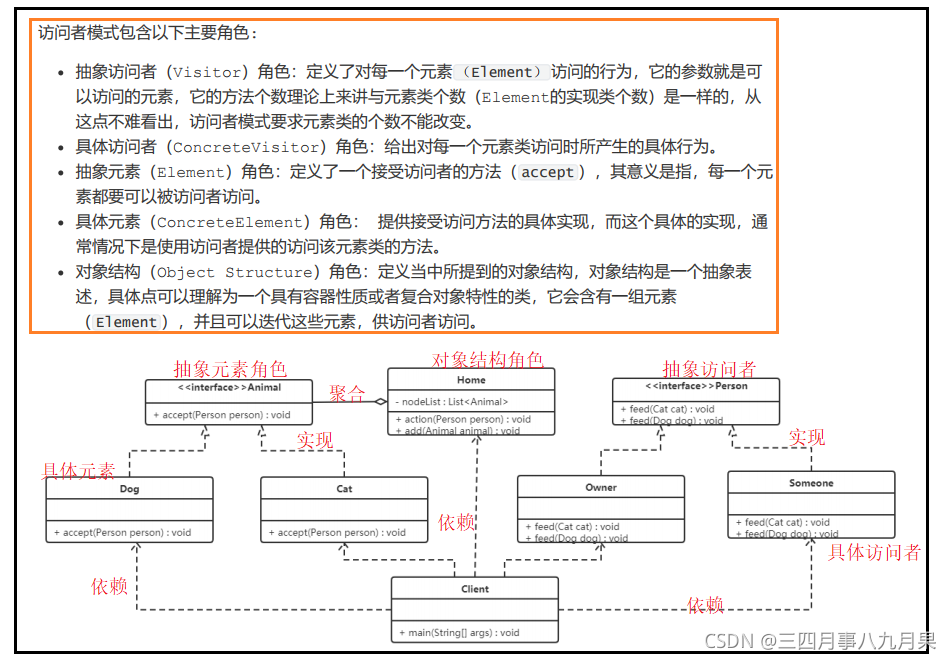 访问者模式包含以下主要角色：
• 抽象访问者（Visitor）角色：定义了对每一个元素（Element）访问的行为，它的参数就是可
以访问的元素，它的方法个数理论上来讲与元素类个数（Element的实现类个数）是一样的，从
这点不难看出，访问者模式要求元素类的个数不能改变。
• 具体访问者（ConcreteVisitor）角色：给出对每一个元素类访问时所产生的具体行为。
• 抽象元素（Element）角色：定义了一个接受访问者的方法（accept），其意义是指，每一个元
素都要可以被访问者访问。
• 具体元素（ConcreteElement）角色： 提供接受访问方法的具体实现，而这个具体的实现，通
常情况下是使用访问者提供的访问该元素类的方法。
• 对象结构（Object Structure）角色：定义当中所提到的对象结构，对象结构是一个抽象表
述，具体点可以理解为一个具有容器性质或者复合对象特性的类，它会含有一组元素
（Element），并且可以迭代这些元素，供访问者访问。
抽象元素角色
<<interface>>Animal
+ accept(Person person) : void
聚合
对象结构角色
Home
- nodeList : List<Animal>
+ action(Person person) : void
+ add(Animal animal) : void
抽象访问者
<<interface>>Person
+ feed(Cat cat) : void
+ feed(Dog dog) : void
实现
实现
具体元素
Dog
+ accept(Person person) : void
Cat
+ accept(Person person) : void
依赖
Owner
+ feed(Cat cat) : void
+ feed(Dog dog) : void
Someone
+ feed(Cat cat) : void
+ feed(Dog dog) : void
具体访问者
依赖
Client
+ main(String[] args) : void
依赖
CSDN @三四月事八九月果